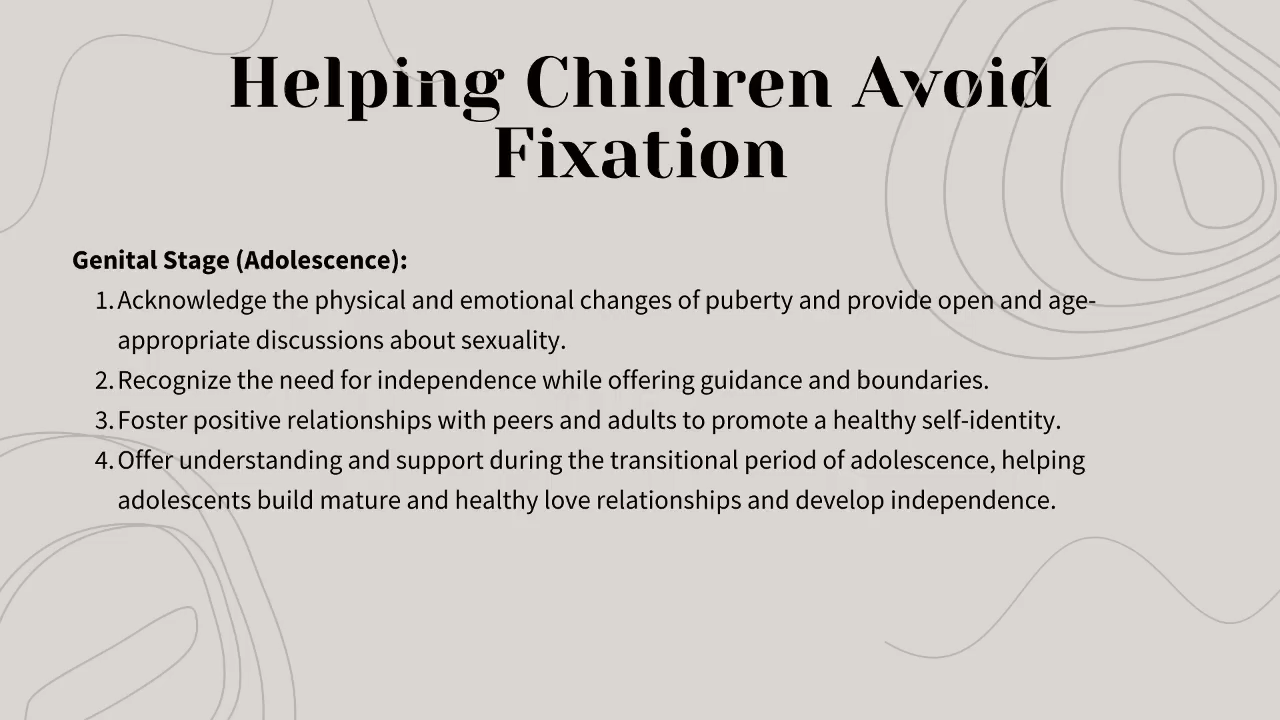 Helping Children Avoid
Fixation
Genital Stage (Adolescence):
1. Acknowledge the physical and emotional changes of puberty and provide open and age-
appropriate discussions about sexuality.
2. Recognize the need for independence while offering guidance and boundaries.
3. Foster positive relationships with peers and adults to promote a healthy self-identity.
4. Offer understanding and support during the transitional period of adolescence, helping
adolescents build mature and healthy love relationships and develop independence.